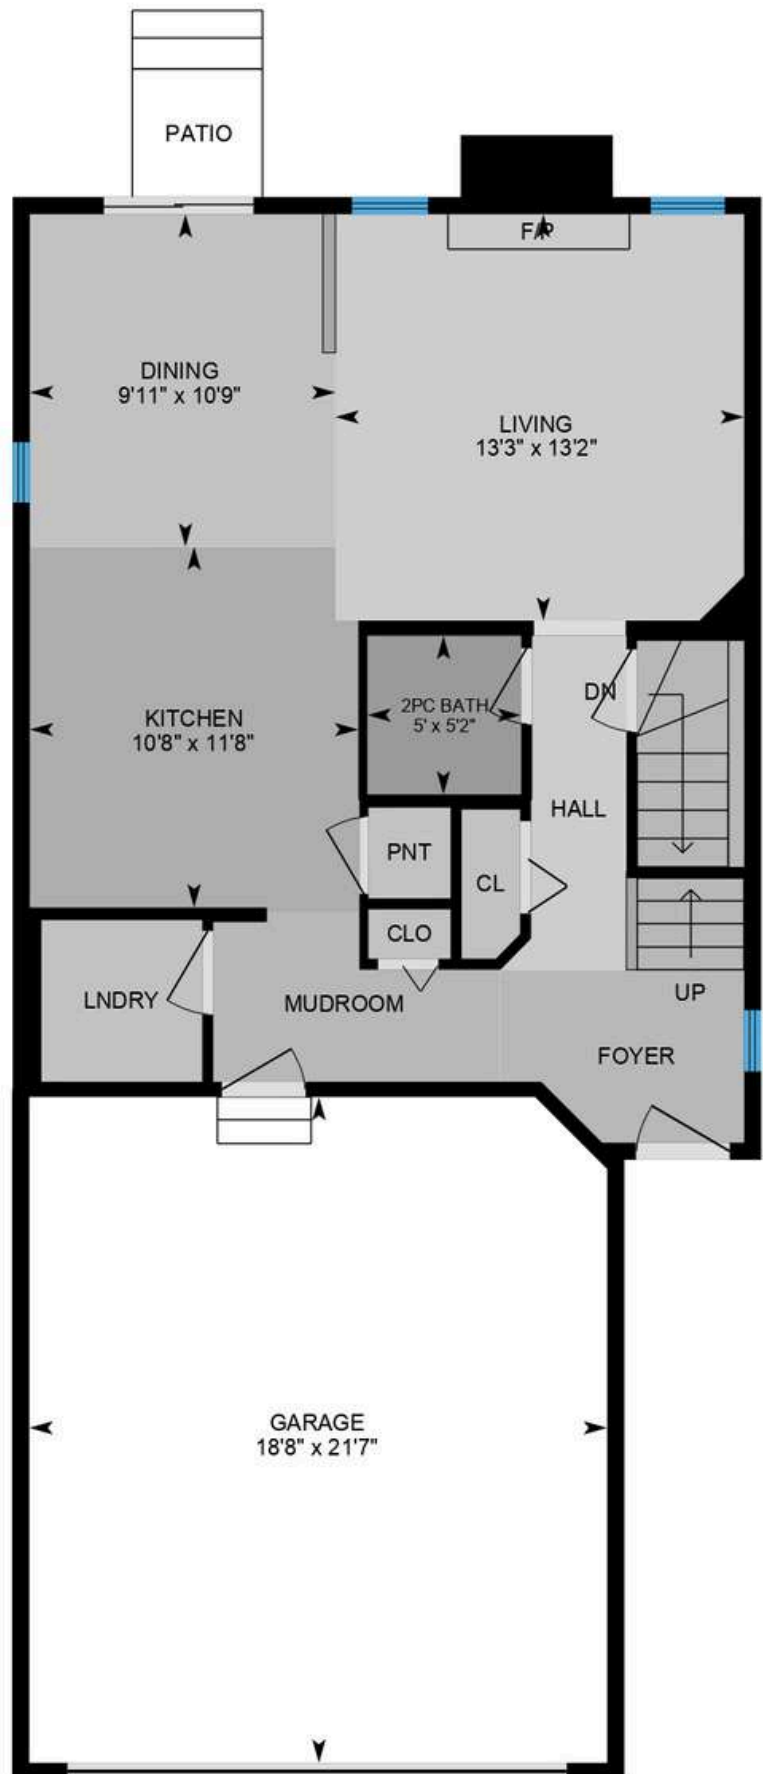 PATIO
F/P
DINING
9'11" x 10'9"
LIVING
13'3" x 13'2"
KITCHEN
10'8" x 11'8"
2PC BATH
5' x 5'2"
DN
HALL
PNT
CL
CLO
LNDRY
MUDROOM
UP
FOYER
GARAGE
18'8" x 21'7"